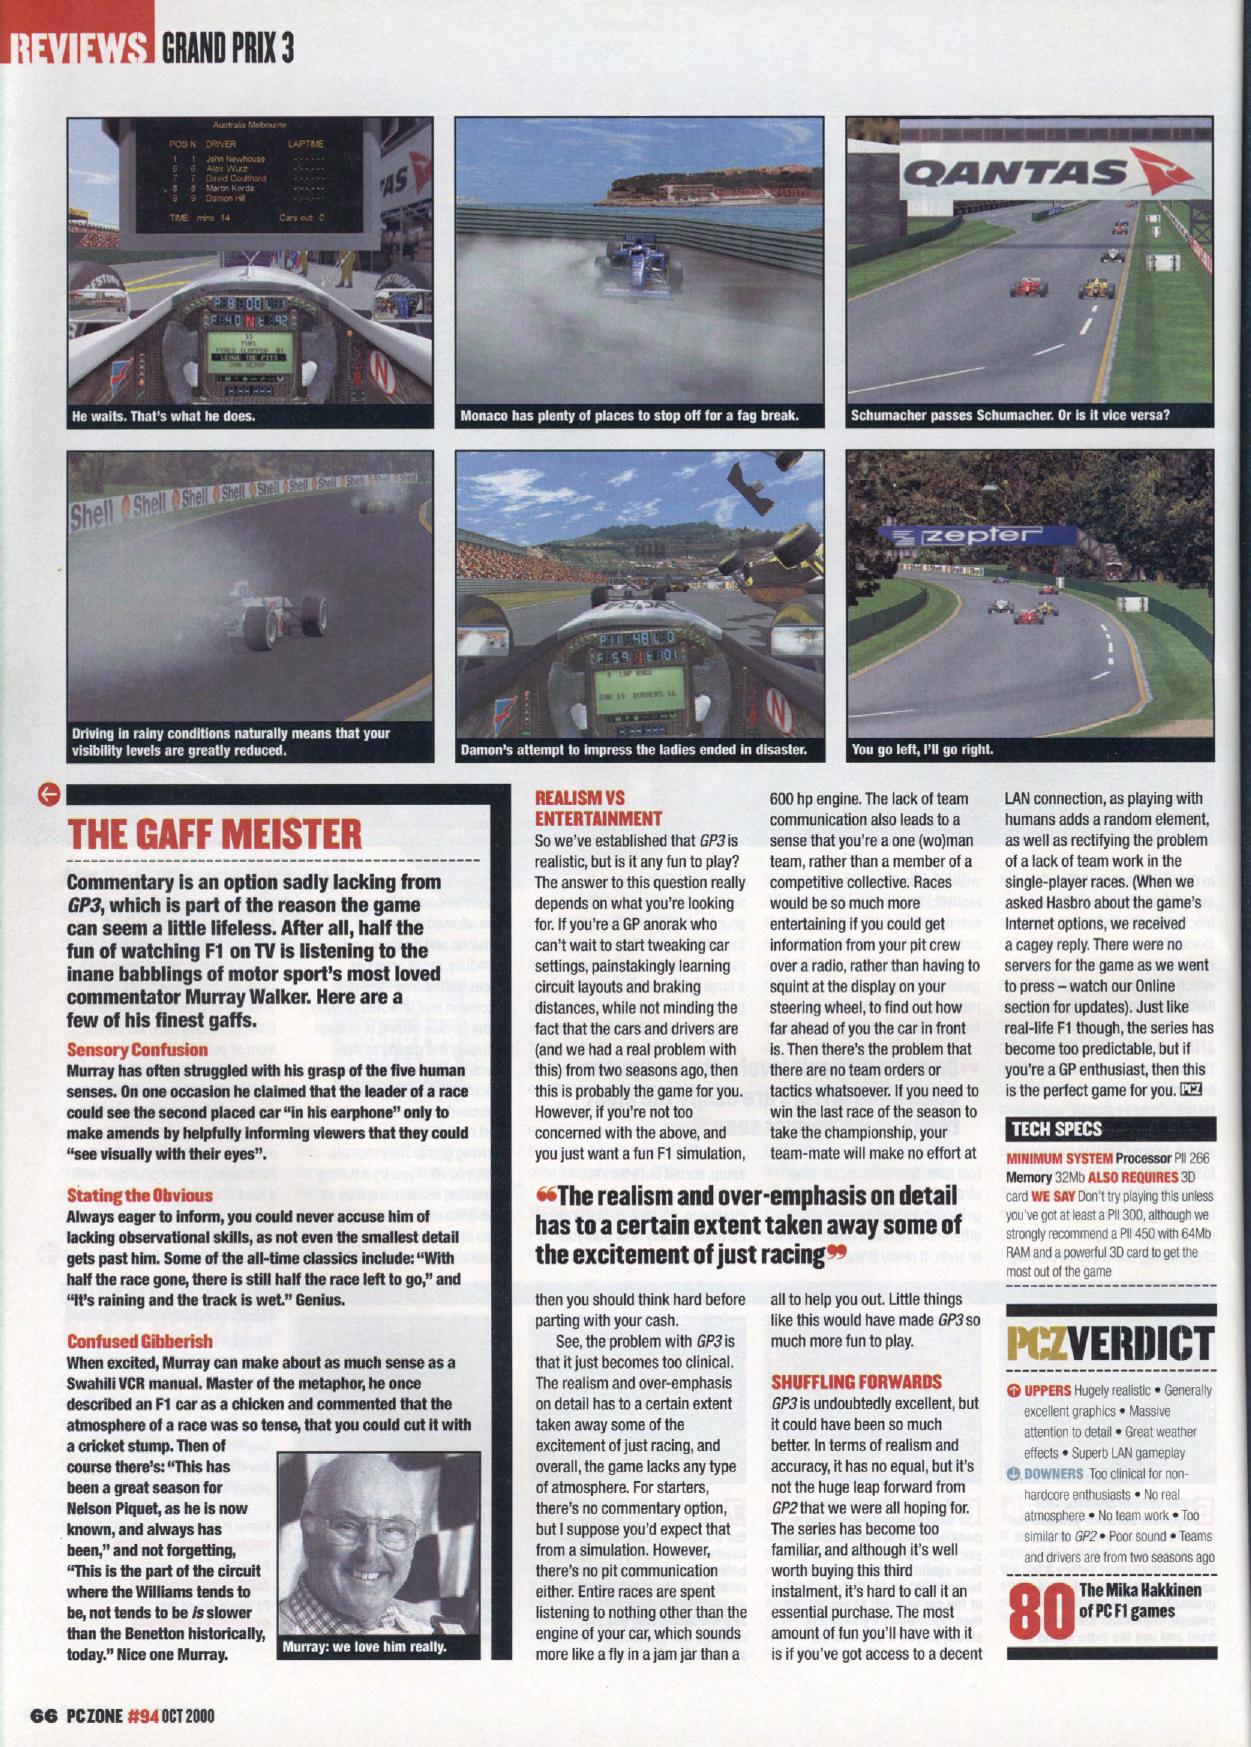 REVIEWS GRAND PRIX 3
Australia Melbourne
POS N DRIVER LAPTIME
1 1 John Newhouse
6 6 Alex Wurz
7 7 David Coulthard
8 8 Martin Korda
9 9 Damon Hill
TIME: mins 14 Cars out: 0
LEAVE THE PITS
He waits. That's what he does.
Monaco has plenty of places to stop off for a fag break.
QANTAS
Schumacher passes Schumacher. Or is it vice versa?
Shell Shell Shell Shell Shell Shell Shell
Driving in rainy conditions naturally means that your
visibility levels are greatly reduced.
Damon's attempt to impress the ladies ended in disaster.
zepter
You go left, I'll go right.
THE GAFF MEISTER
Commentary is an option sadly lacking from
GP3, which is part of the reason the game
can seem a little lifeless. After all, half the
fun of watching F1 on TV is listening to the
inane babblings of motor sport's most loved
commentator Murray Walker. Here are a
few of his finest gaffs.
Sensory Confusion
Murray has often struggled with his grasp of the five human
senses. On one occasion he claimed that the leader of a race
could see the second placed car "in his earphone" only to
make amends by helpfully informing viewers that they could
"see visually with their eyes".
Stating the Obvious
Always eager to inform, you could never accuse him of
lacking observational skills, as not even the smallest detail
gets past him. Some of the all-time classics include: "With
half the race gone, there is still half the race left to go," and
"It's raining and the track is wet." Genius.
Confused Gibberish
When excited, Murray can make about as much sense as a
Swahili VCR manual. Master of the metaphor, he once
described an F1 car as a chicken and commented that the
atmosphere of a race was so tense, that you could cut it with
a cricket stump. Then of
course there's: "This has
been a great season for
Nelson Piquet, as he is now
known, and always has
been," and not forgetting,
"This is the part of the circuit
where the Williams tends to
be, not tends to be is slower
than the Benetton historically,
today." Nice one Murray.
Murray: we love him really.
REALISM VS
ENTERTAINMENT
So we've established that GP3 is
realistic, but is it any fun to play?
The answer to this question really
depends on what you're looking
for. If you're a GP anorak who
can't wait to start tweaking car
settings, painstakingly learning
circuit layouts and braking
distances, while not minding the
fact that the cars and drivers are
(and we had a real problem with
this) from two seasons ago, then
this is probably the game for you.
However, if you're not too
concerned with the above, and
you just want a fun F1 simulation,
then you should think hard before
parting with your cash.
See, the problem with GP3 is
that it just becomes too clinical.
The realism and over-emphasis
on detail has to a certain extent
taken away some of the
excitement of just racing, and
overall, the game lacks any type
of atmosphere. For starters,
there's no commentary option,
but I suppose you'd expect that
from a simulation. However,
there's no pit communication
either. Entire races are spent
listening to nothing other than the
engine of your car, which sounds
more like a fly in a jam jar than a
600 hp engine. The lack of team
communication also leads to a
sense that you're a one (wo)man
team, rather than a member of a
competitive collective. Races
would be so much more
entertaining if you could get
information from your pit crew
over a radio, rather than having to
squint at the display on your
steering wheel, to find out how
far ahead of you the car in front
is. Then there's the problem that
there are no team orders or
tactics whatsoever. If you need to
win the last race of the season to
take the championship, your
team-mate will make no effort at
all to help you out. Little things
like this would have made GP3 so
much more fun to play.
"The realism and over-emphasis on detail
has to a certain extent taken away some of
the excitement of just racing"
SHUFFLING FORWARDS
GP3 is undoubtedly excellent, but
it could have been so much
better. In terms of realism and
accuracy, it has no equal, but it's
not the huge leap forward from
GP2 that we were all hoping for.
The series has become too
familiar, and although it's well
worth buying this third
instalment, it's hard to call it an
essential purchase. The most
amount of fun you'll have with it
is if you've got access to a decent
LAN connection, as playing with
humans adds a random element,
as well as rectifying the problem
of a lack of team work in the
single-player races. (When we
asked Hasbro about the game's
Internet options, we received
a cagey reply. There were no
servers for the game as we went
to press – watch our Online
section for updates). Just like
real-life F1 though, the series has
become too predictable, but if
you're a GP enthusiast, then this
is the perfect game for you. PCZ
TECH SPECS
MINIMUM SYSTEM Processor PII 266
Memory 32Mb ALSO REQUIRES 3D
card WE SAY Don't try playing this unless
you've got at least a PII 300, although we
strongly recommend a PII 450 with 64Mb
RAM and a powerful 3D card to get the
most out of the game
PCZVERDICT
UPPERS Hugely realistic • Generally
excellent graphics • Massive
attention to detail • Great weather
effects • Superb LAN gameplay
DOWNERS Too clinical for non-
hardcore enthusiasts • No real
atmosphere • No team work • Too
similar to GP2 • Poor sound • Teams
and drivers are from two seasons ago
80 The Mika Hakkinen
of PC F1 games
66 PCZONE #94 OCT 2000